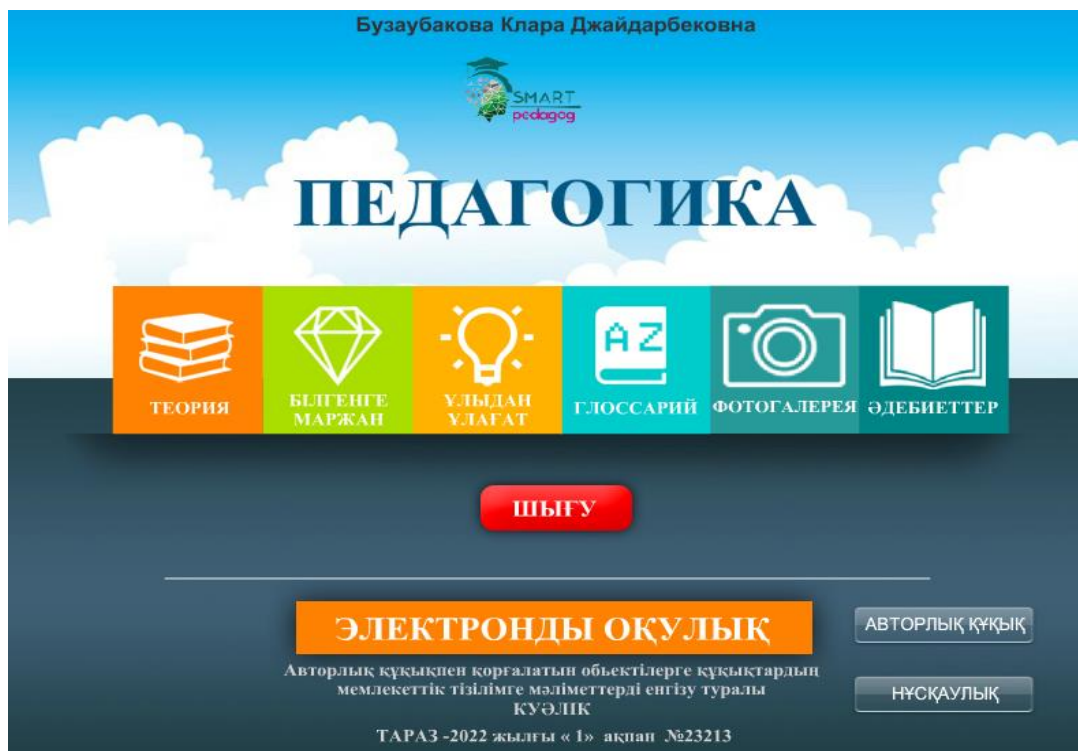 Бузаубакова Клара Джайдарбековна
SMART
pedagog
ПЕДАГОГИКА
ТЕОРИЯ
БІЛГЕНГЕ
МАРЖАН
ҰЛЫДАН
ҰЛАҒАТ
AZ
ГЛОССАРИЙ
ФОТОГАЛЕРЕЯ
ӘДЕБИЕТТЕР
ШЫҒУ
ЭЛЕКТРОНДЫ ОҚУЛЫҚ
АВТОРЛЫҚ ҚҰҚЫҚ
Авторлық құқықпен қорғалатын обьектілерге құқықтардың
мемлекеттік тізілімге мәліметтерді енгізу туралы
КУӘЛІК
НҰСҚАУЛЫҚ
ТАРАЗ -2022 жылғы « 1» ақпан №23213